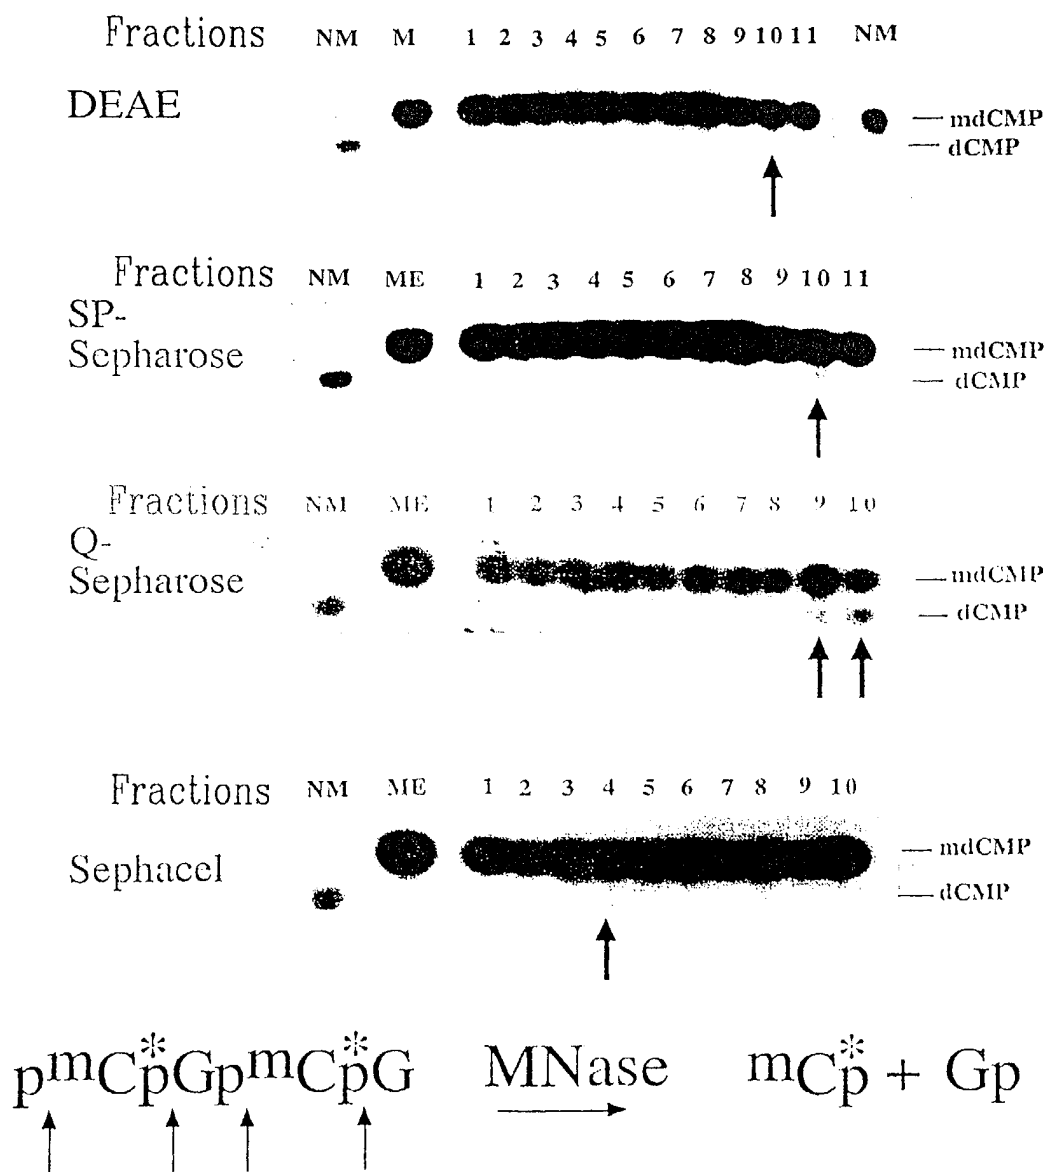 Fractions NM M 1 2 3 4 5 6 7 8 9 10 11 NM
DEAE
mdCMP
dCMP
Fractions NM ME 1 2 3 4 5 6 7 8 9 10 11
SP-
Sepharose
mdCMP
dCMP
Fractions NM ME 1 2 3 4 5 6 7 8 9 10
Q-
Sepharose
mdCMP
dCMP
Fractions NM ME 1 2 3 4 5 6 7 8 9 10
Sephacel
mdCMP
dCMP
pmCp*GpmCp*G MNase mCp* + Gp